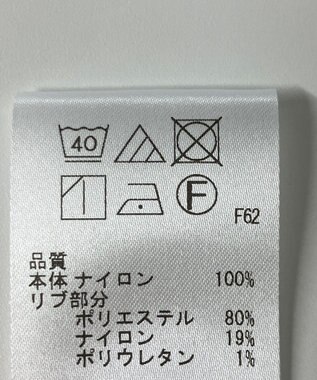 40
F
F62
品質
本体 ナイロン 100%
リブ部分
ポリエステル 80%
ナイロン 19%
ポリウレタン 1%